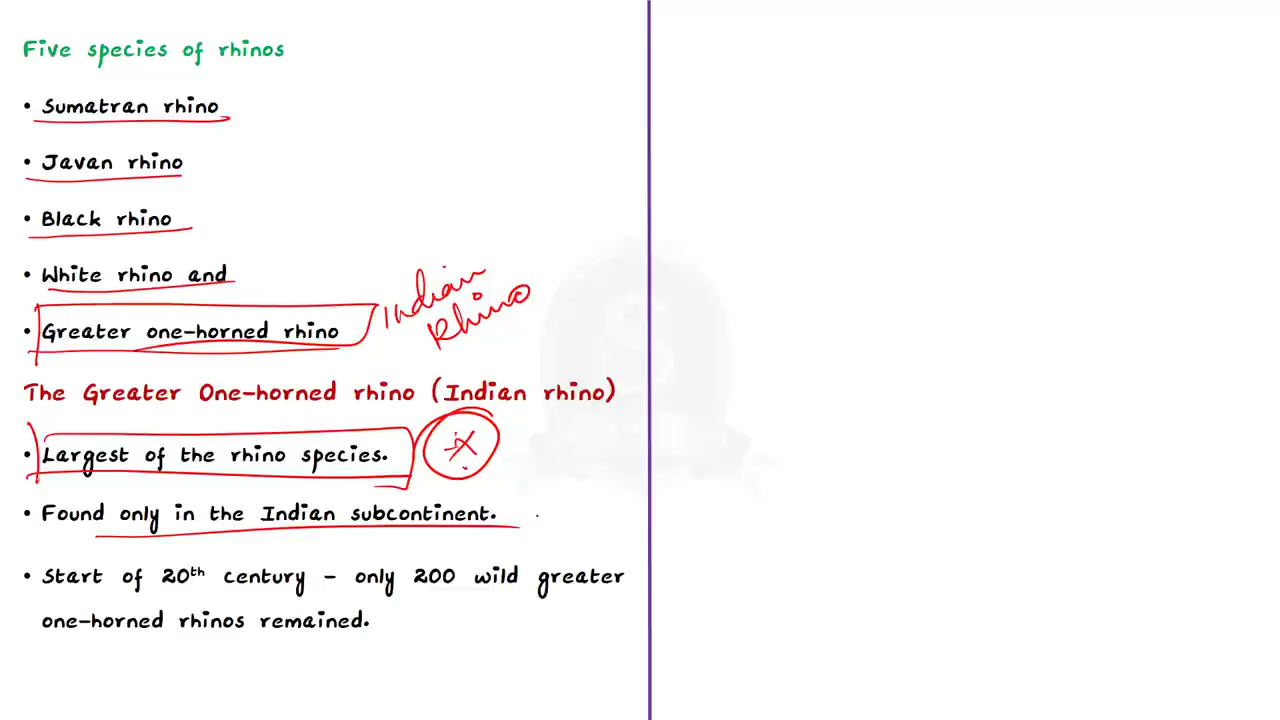 Five species of rhinos
• Sumatran rhino
• Javan rhino
• Black rhino
• White rhino and
• Greater one-horned rhino
Indian
Rhino
The Greater One-horned rhino (Indian rhino)
• Largest of the rhino species.
• Found only in the Indian subcontinent.
• Start of 20th century – only 200 wild greater
one-horned rhinos remained.